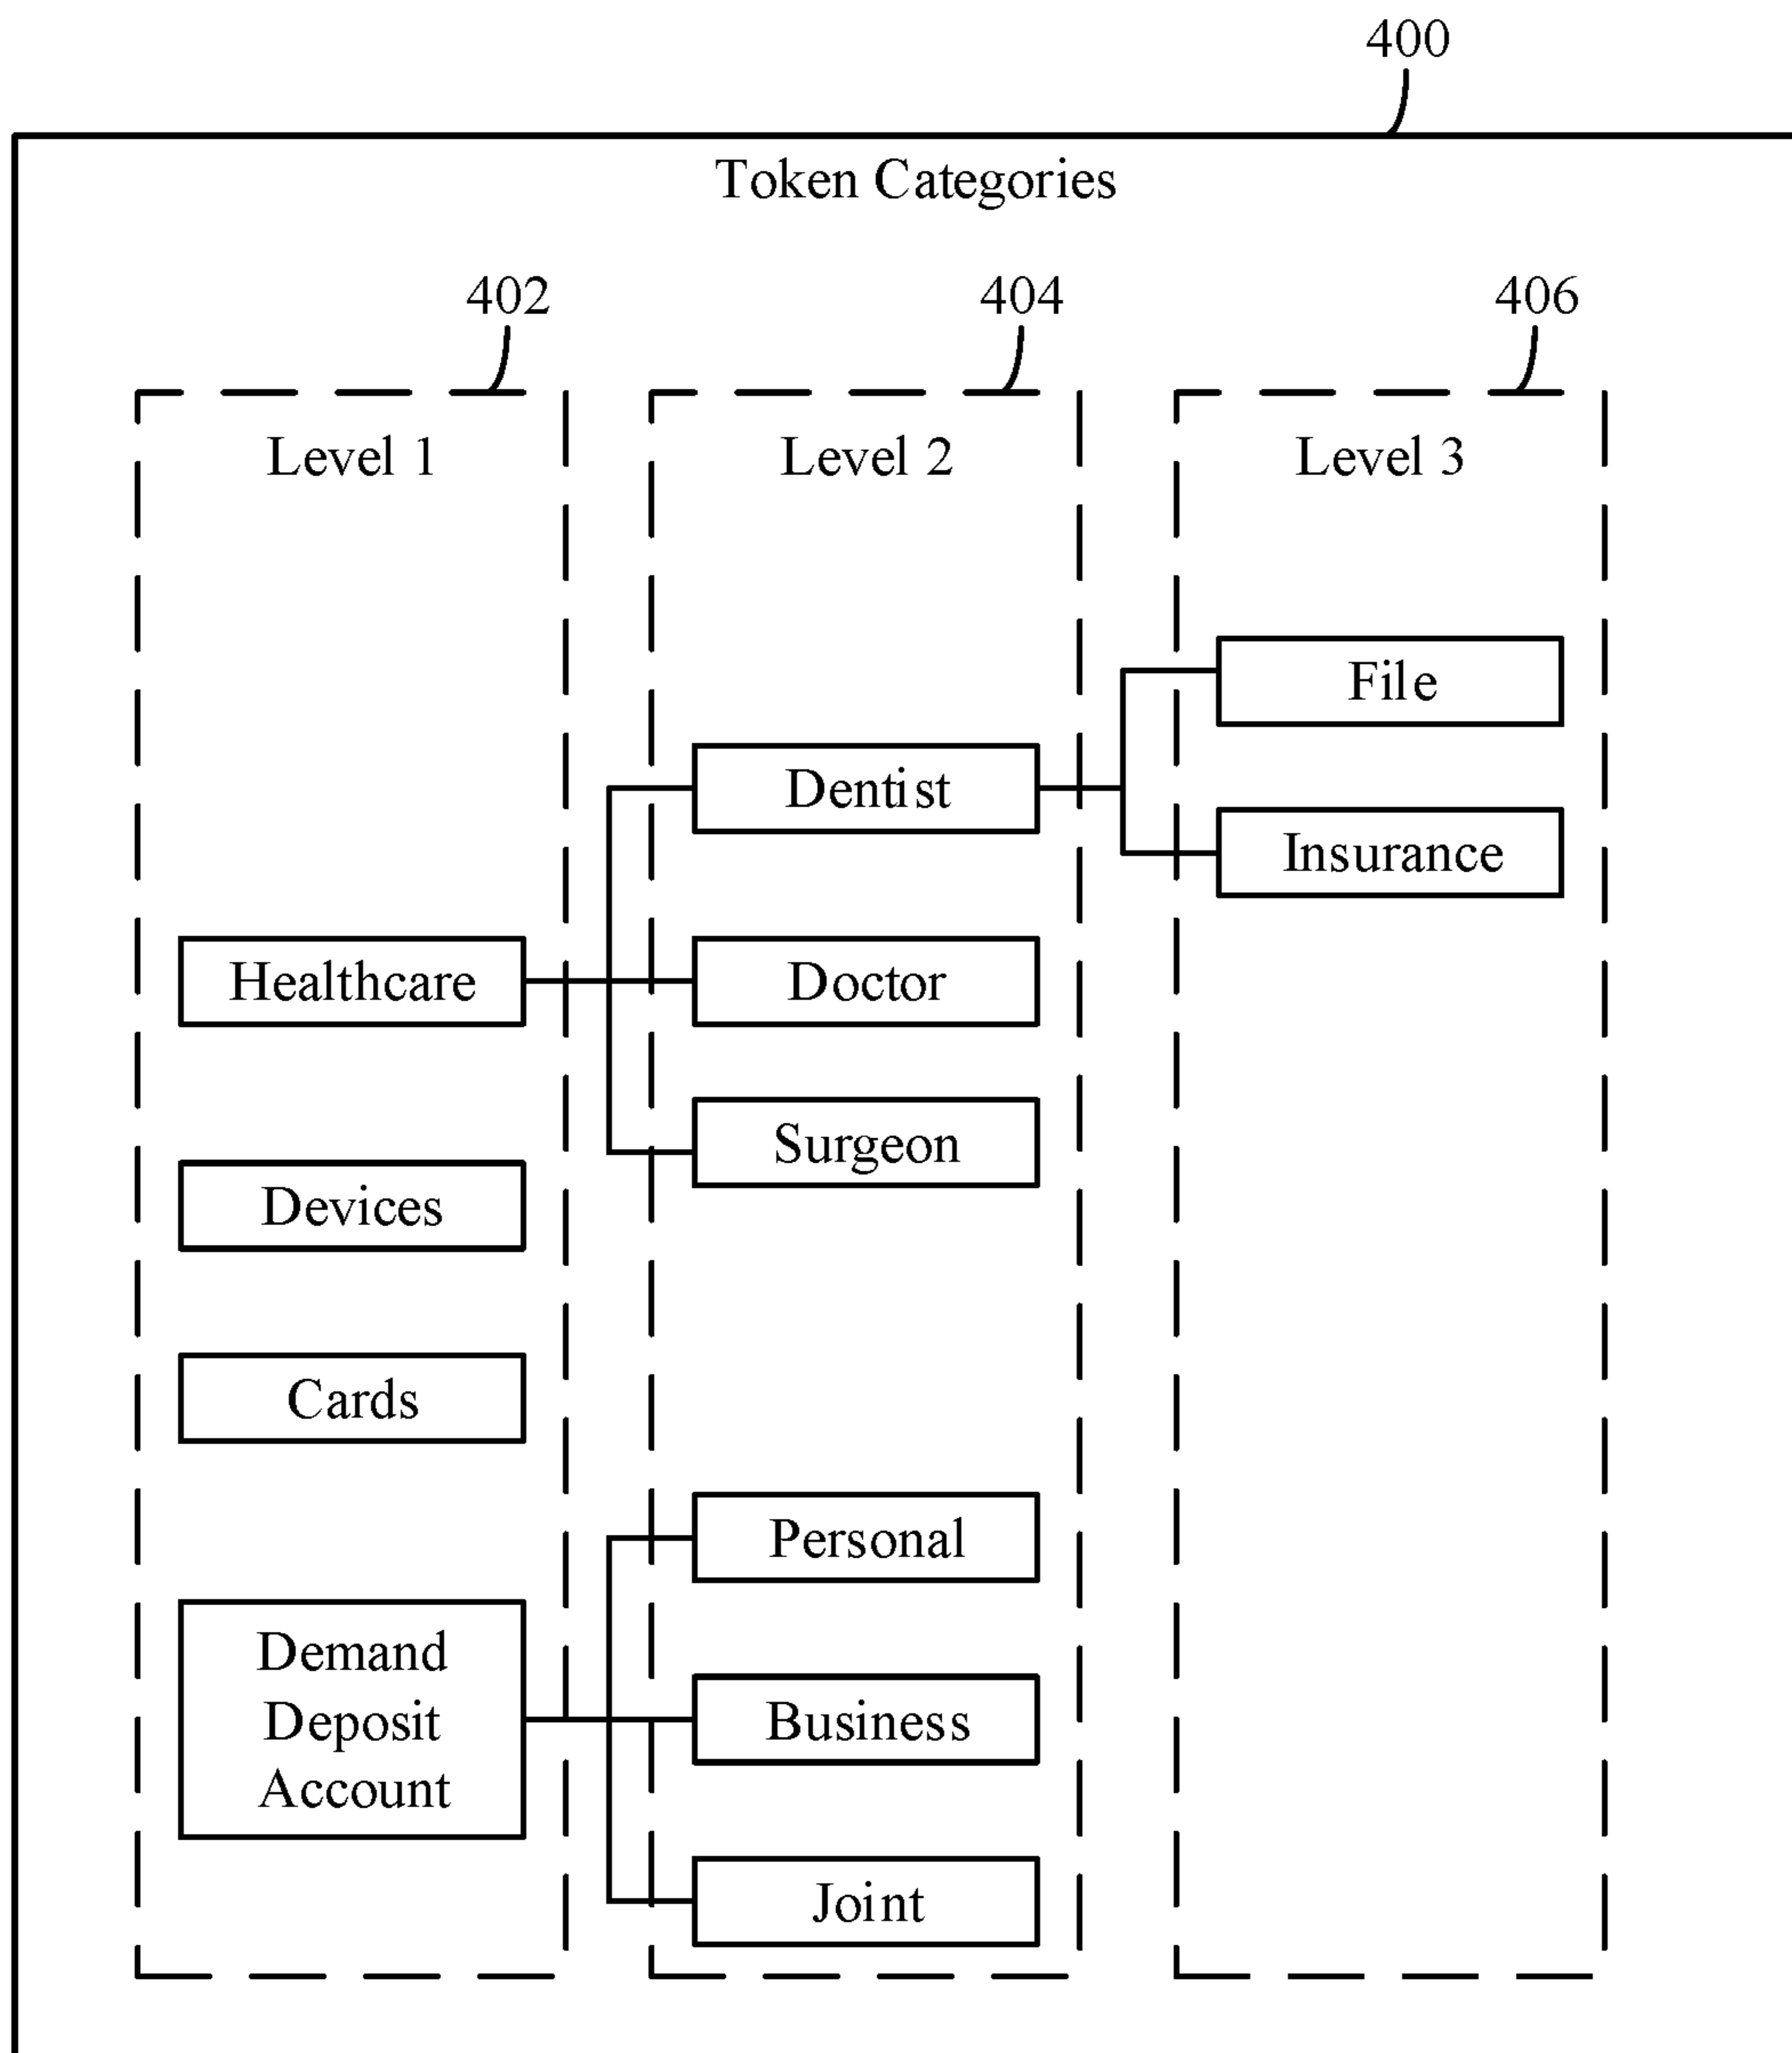 400
Token Categories
402
404
406
Level 1
Level 2
Level 3
File
Dentist
Insurance
Healthcare
Doctor
Surgeon
Devices
Cards
Personal
Demand
Deposit
Account
Business
Joint